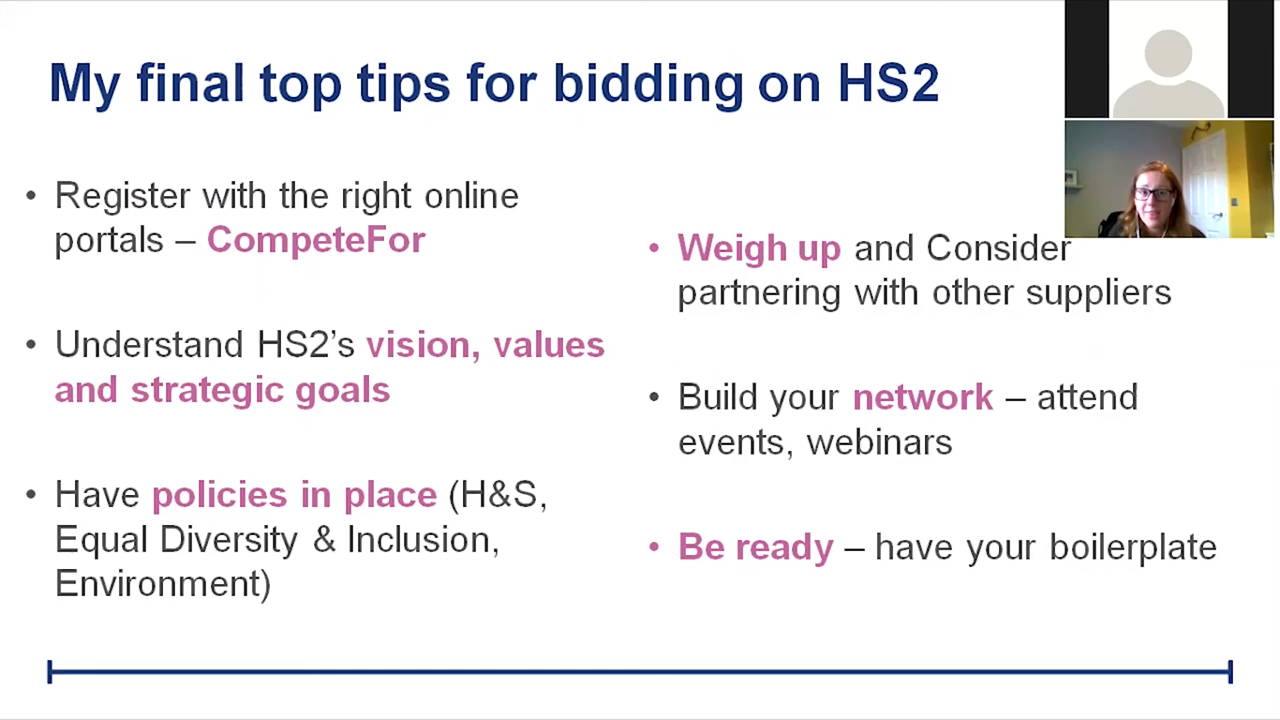 My final top tips for bidding on HS2
• Register with the right online
portals – CompeteFor
• Understand HS2’s vision, values
and strategic goals
• Have policies in place (H&S,
Equal Diversity & Inclusion,
Environment)
• Weigh up and Consider
partnering with other suppliers
• Build your network – attend
events, webinars
• Be ready – have your boilerplate